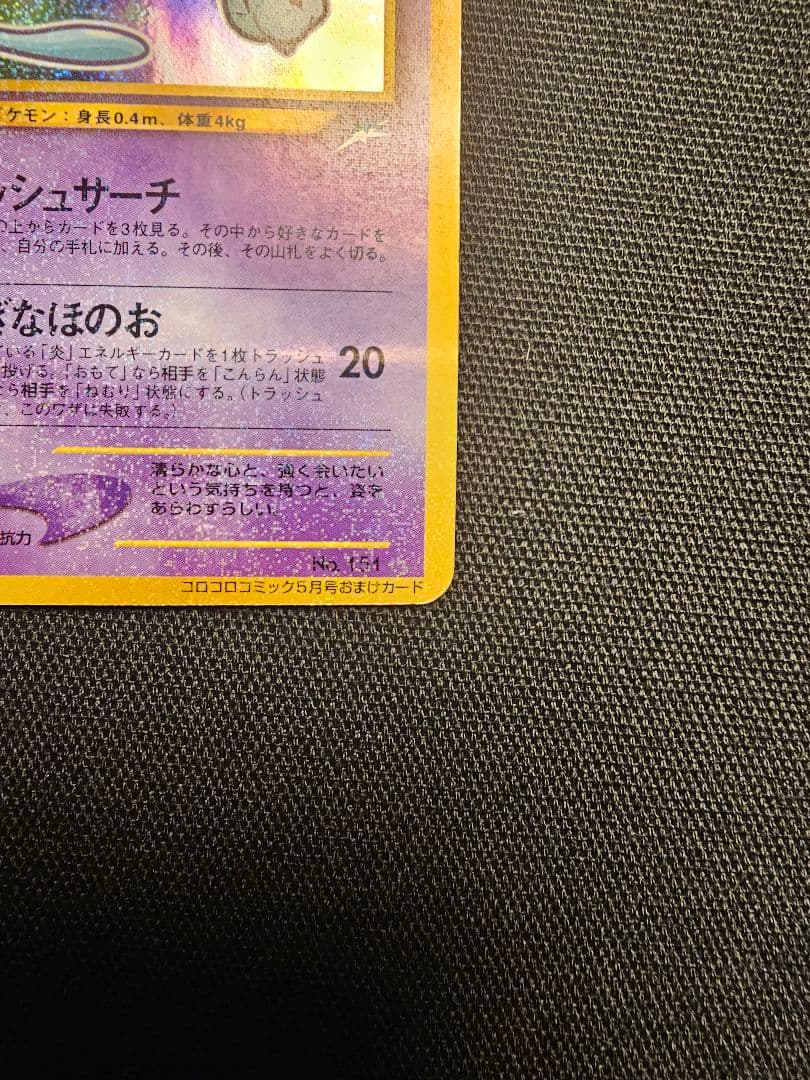 ケモン：身長0.4m、体重4kg
ッシュサーチ
の上からカードを3枚見る。その中から好きなカードを
、自分の手札に加える。その後、その山札をよく切る。
なほのお
いる「炎」エネルギーカードを1枚トラッシュ
投げる。「おもて」なら相手を「こんらん」状態
なら相手を「ねむり」状態にする。（トラッシュ
、このワザは失敗する。）
20
清らかな心と、強く会いたい
という気持ちを持つと、姿を
あらわすらしい。
抗力
No. 151
コロコロコミック5月号おまけカード